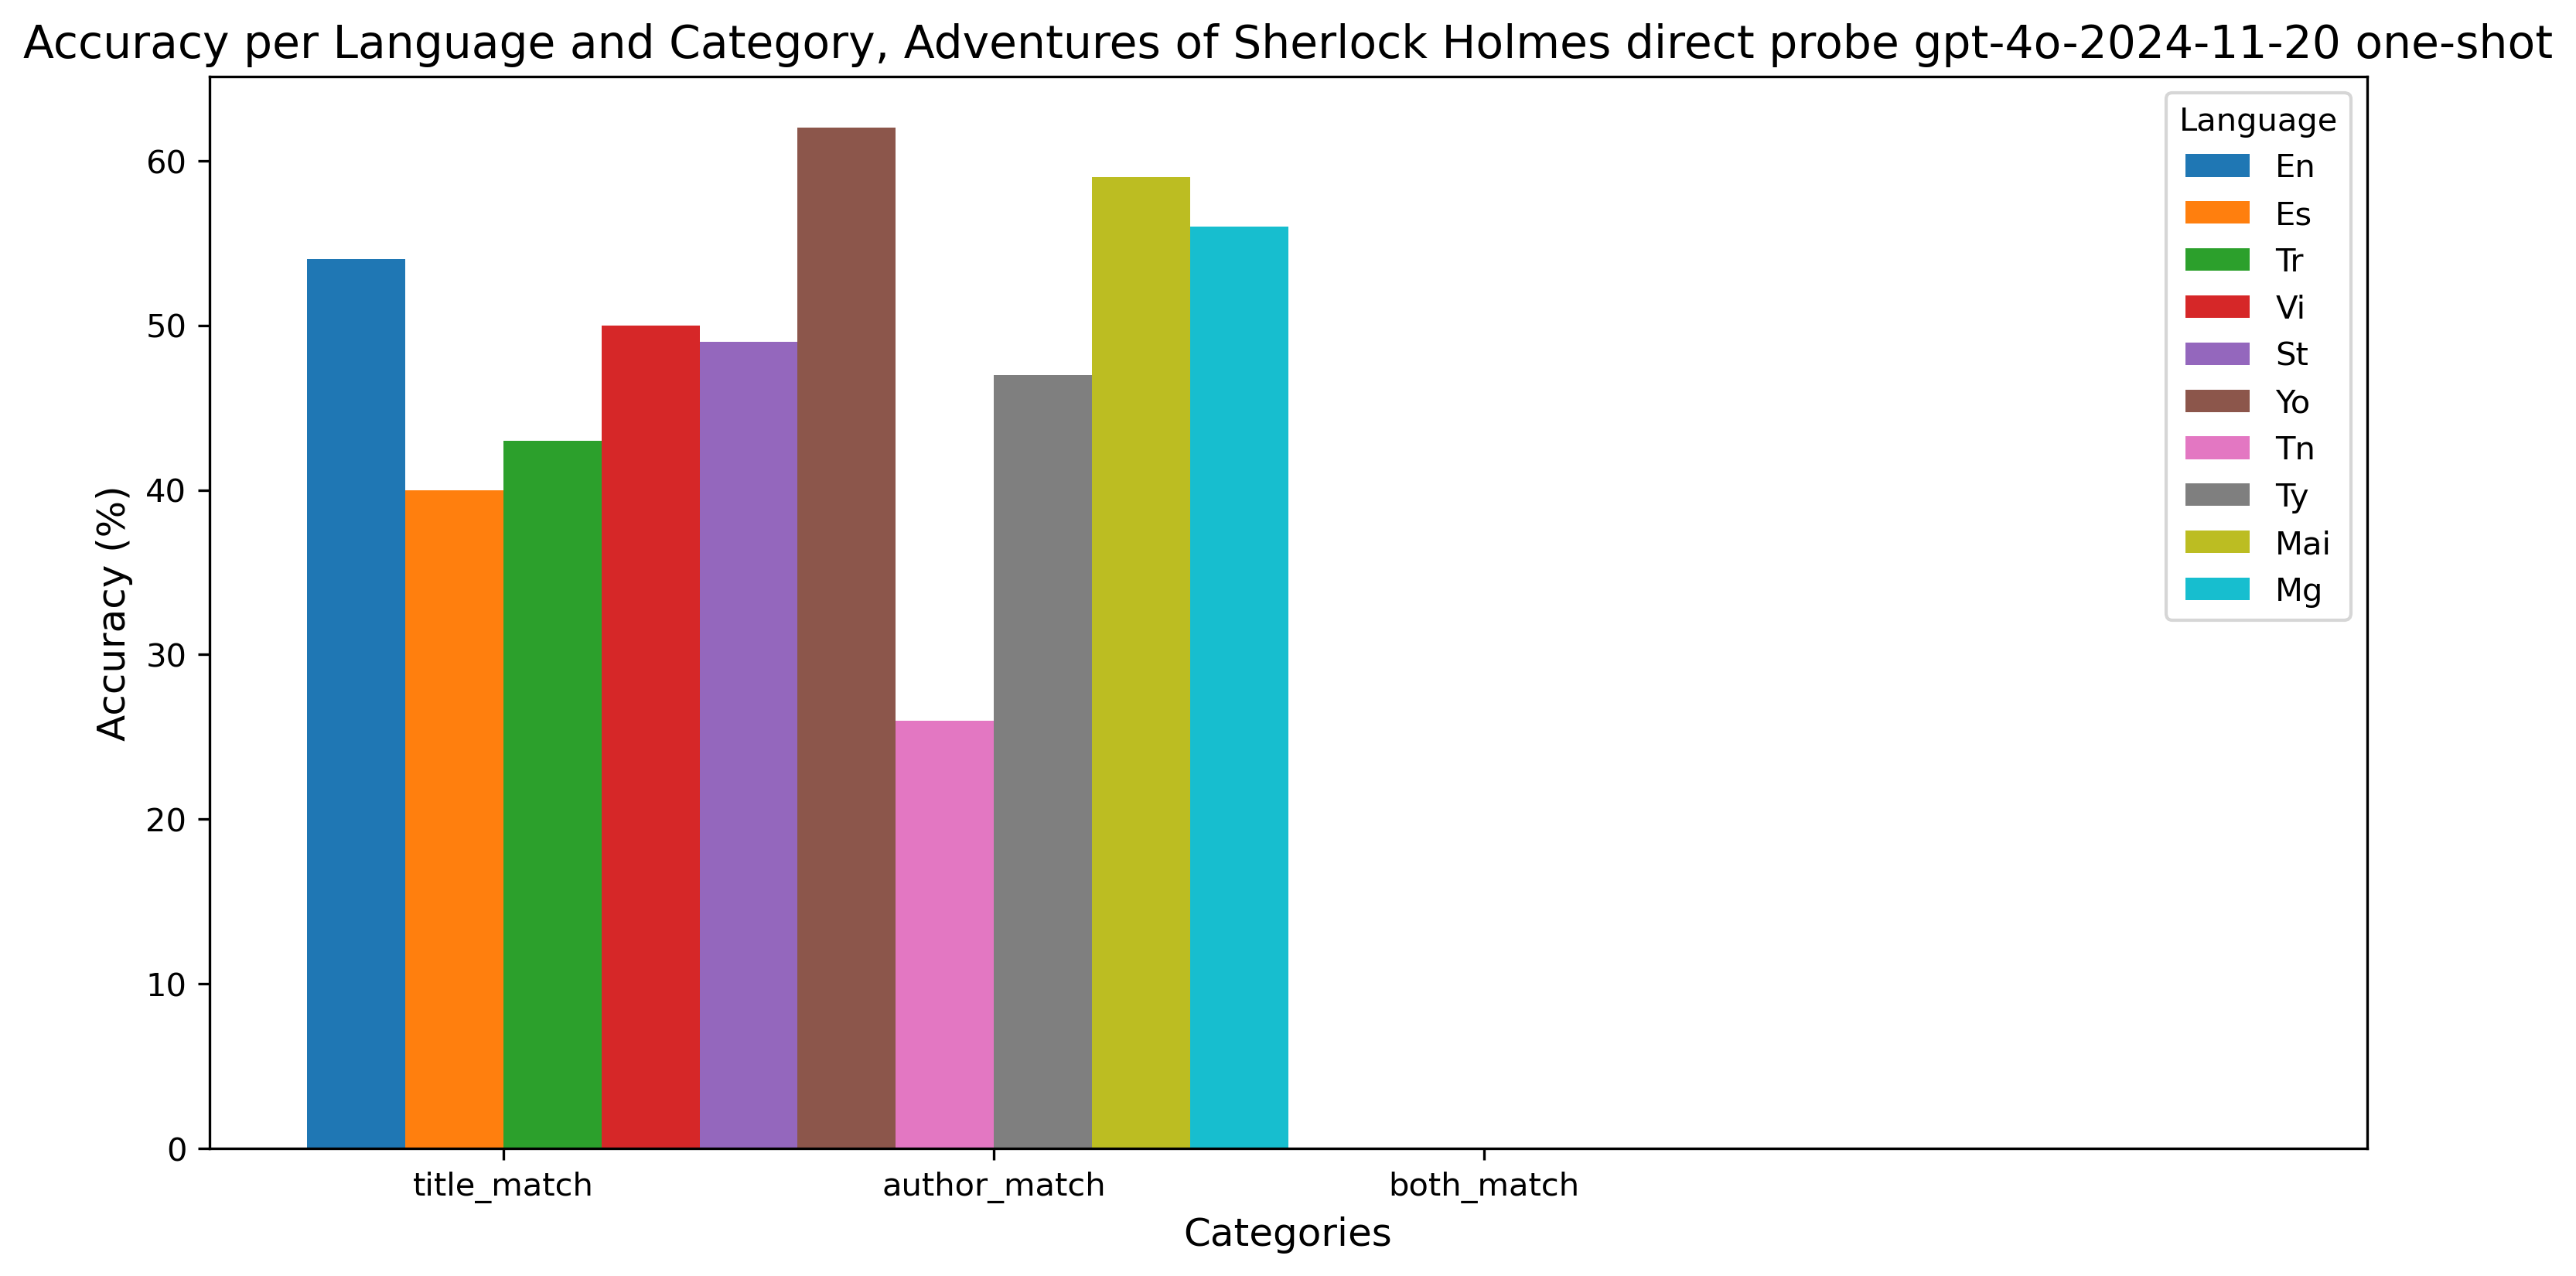 Accuracy per Language and Category, Adventures of Sherlock Holmes direct probe gpt-4o-2024-11-20 one-shot
Accuracy (%)
60
50
40
30
20
10
0
title_match author_match both_match
Categories
Language
En
Es
Tr
Vi
St
Yo
Tn
Ty
Mai
Mg